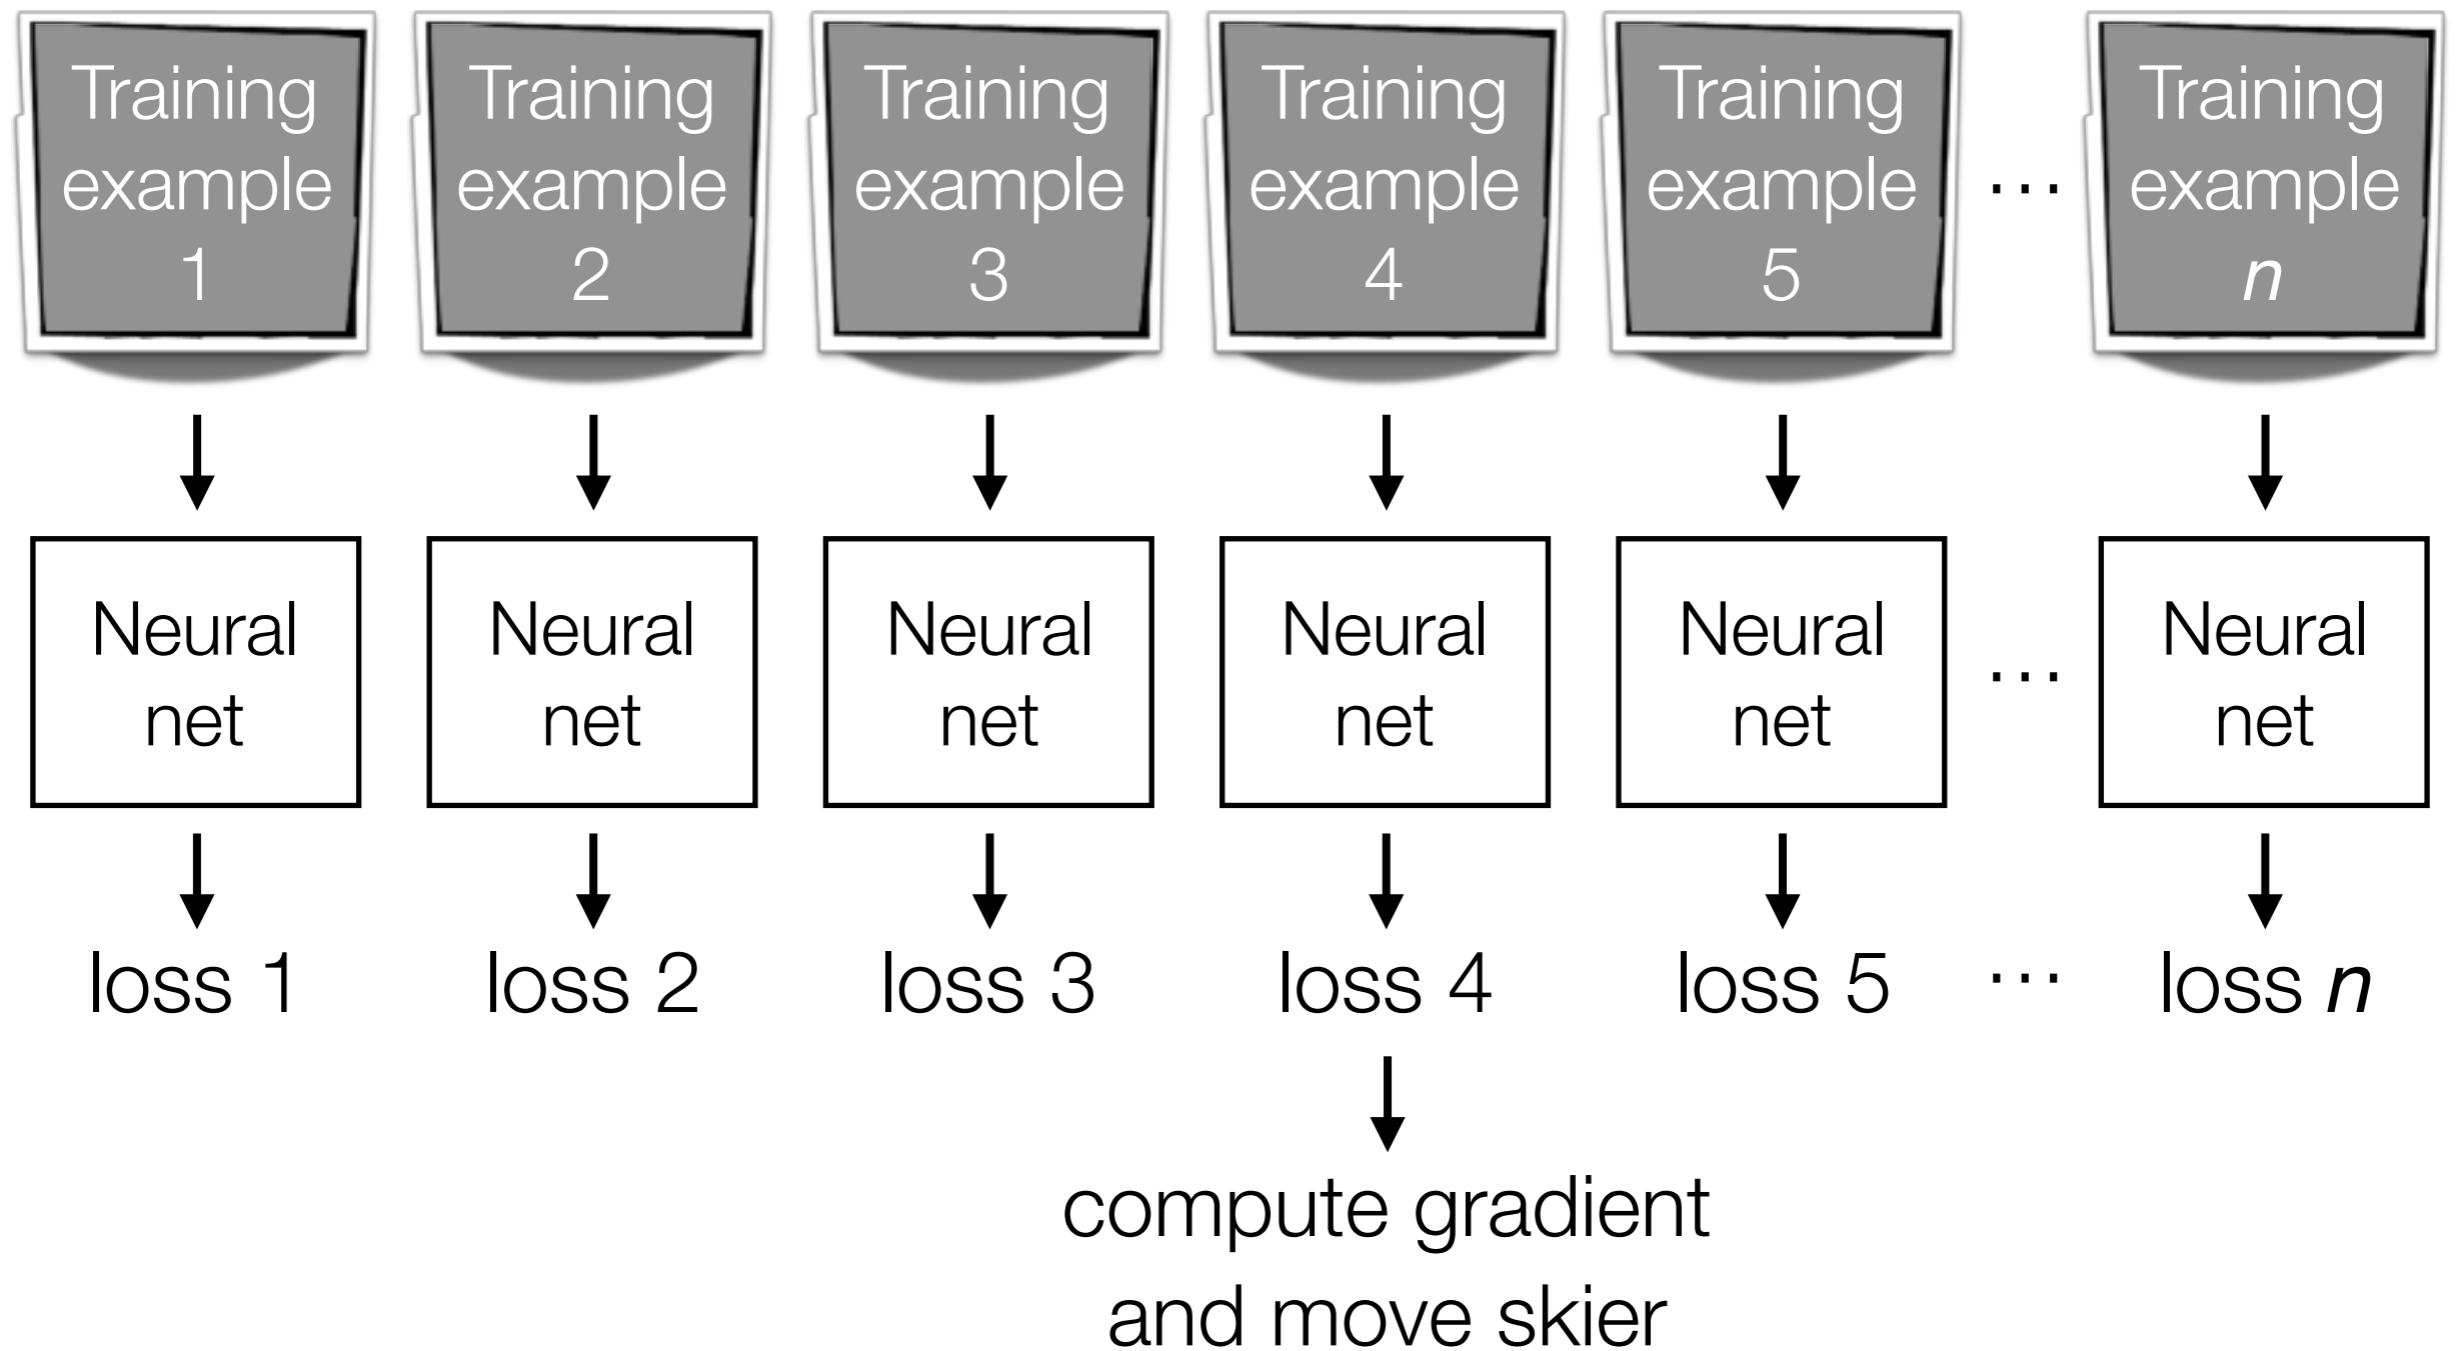 Training
example
1
Training
example
2
Training
example
3
Training
example
4
Training
example
5
...
Training
example
n
Neural
net
Neural
net
Neural
net
Neural
net
Neural
net
...
Neural
net
loss 1
loss 2
loss 3
loss 4
loss 5
...
loss n
compute gradient
and move skier